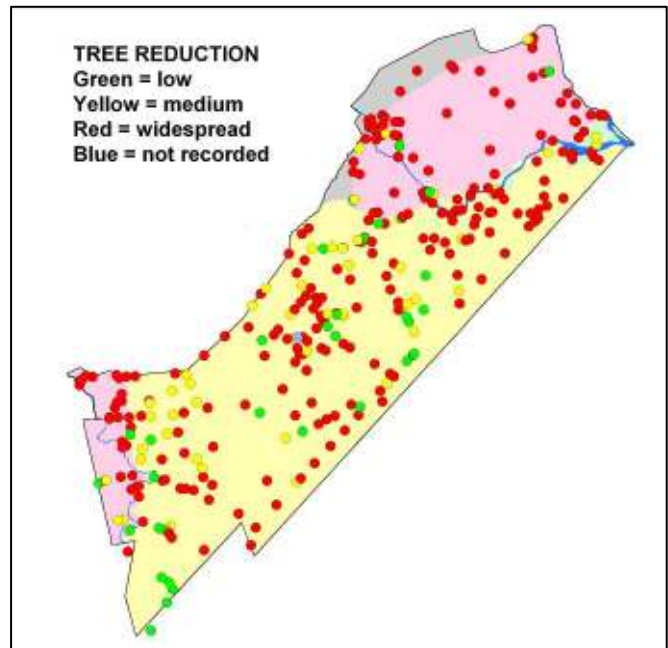 TREE REDUCTION
Green = low
Yellow = medium
Red = widespread
Blue = not recorded